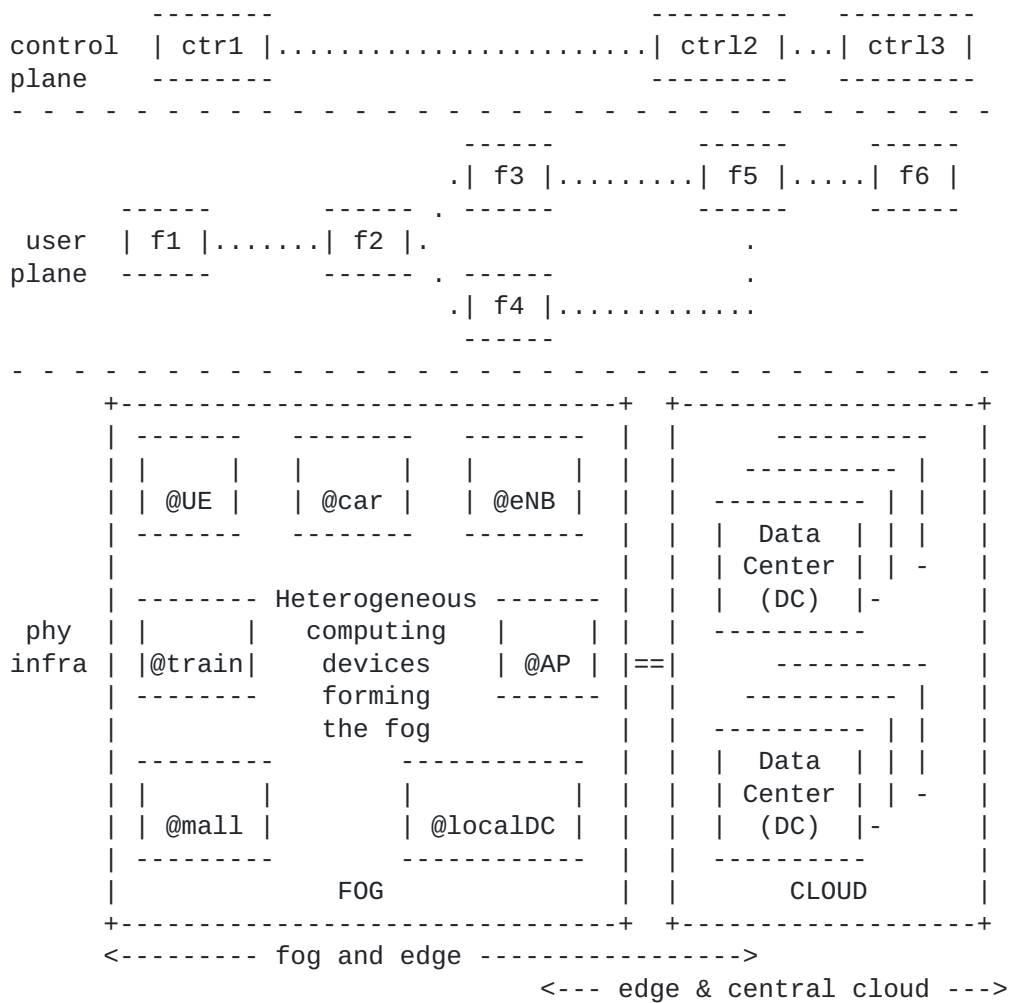 control | ctr1 |........................| ctrl2 |...| ctrl3 |
plane
.| f3 |.........| f5 |.....| f6 |
user | f1 |.......| f2 |.
plane
.| f4 |.............
| @UE | | @car | | @eNB |
Data
Center
Heterogeneous (DC)
phy computing
infra |@train| devices | @AP | |==|
forming
the fog
Data
Center
| @mall | | @localDC | (DC)
FOG CLOUD
<--------- fog and edge ----------------->
<--- edge & central cloud --->